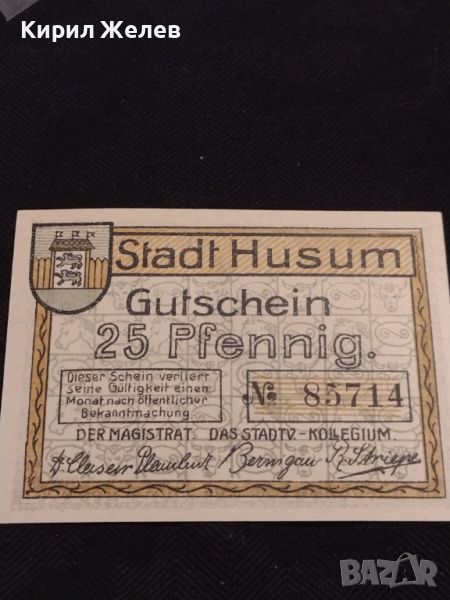 Кирил Желев
Stadt Husum
Gutschein
25 Pfennig.
Dieser Schein verliert
seine Gültigkeit einen
Monat nach öffentlicher
Bekanntmachung
№ 85714
DER MAGISTRAT. DAS STADTV.-KOLLEGIUM
BAZAR